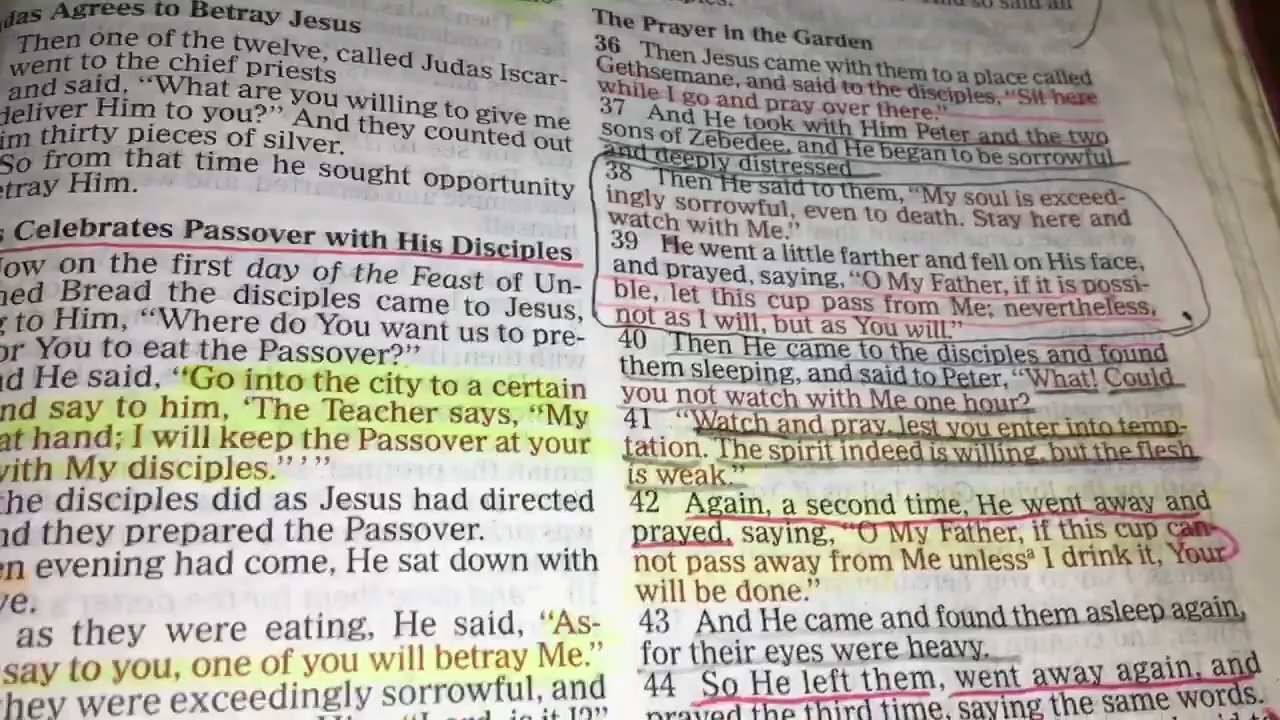 das Agrees to Betray Jesus
Then one of the twelve, called Judas Iscar-
went to the chief priests
and said, “What are you willing to give me
deliver Him to you?” And they counted out
im thirty pieces of silver.
So from that time he sought opportunity
etray Him.
s Celebrates Passover with His Disciples
ow on the first day of the Feast of Un-
ned Bread the disciples came to Jesus,
g to Him, “Where do You want us to pre-
or You to eat the Passover?”
d He said, “Go into the city to a certain
nd say to him, ‘The Teacher says, “My
at hand; I will keep the Passover at your
with My disciples.” ’ ”
the disciples did as Jesus had directed
nd they prepared the Passover.
en evening had come, He sat down with
ve.
as they were eating, He said, “As-
say to you, one of you will betray Me.”
they were exceedingly sorrowful, and
is it I?”
so said all
The Prayer in the Garden
36 Then Jesus came with them to a place called
Gethsemane, and said to the disciples, “Sit here
while I go and pray over there.”
37 And He took with Him Peter and the two
sons of Zebedee, and He began to be sorrowful
and deeply distressed.
38 Then He said to them, “My soul is exceed-
ingly sorrowful, even to death. Stay here and
watch with Me.”
39 He went a little farther and fell on His face,
and prayed, saying, “O My Father, if it is possi-
ble, let this cup pass from Me; nevertheless,
not as I will, but as You will.”
40 Then He came to the disciples and found
them sleeping, and said to Peter, “What! Could
you not watch with Me one hour?
41 “Watch and pray, lest you enter into temp-
tation. The spirit indeed is willing, but the flesh
is weak.”
42 Again, a second time, He went away and
prayed, saying, “O My Father, if this cup can-
not pass away from Me unlessª I drink it, Your
will be done.”
43 And He came and found them asleep again,
for their eyes were heavy.
44 So He left them, went away again, and
prayed the third time, saying the same words.